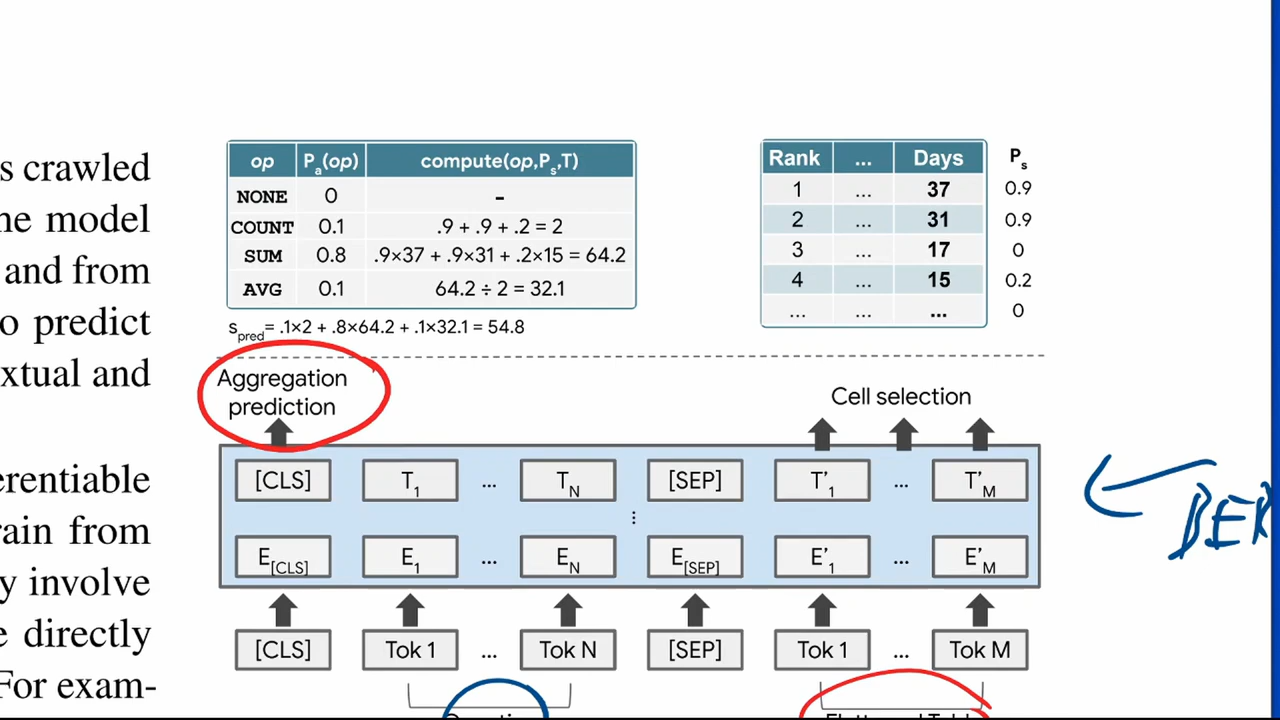 s crawled
ne model
and from
o predict
xtual and
erentiable
rain from
y involve
e directly
For exam-
op Pa(op) compute(op,Ps,T)
NONE 0 -
COUNT 0.1 .9 + .9 + .2 = 2
SUM 0.8 .9×37 + .9×31 + .2×15 = 64.2
AVG 0.1 64.2 ÷ 2 = 32.1
spred= .1×2 + .8×64.2 + .1×32.1 = 54.8
Rank ... Days Ps
1 ... 37 0.9
2 ... 31 0.9
3 ... 17 0
4 ... 15 0.2
... ... ... 0
Aggregation
prediction
Cell selection
[CLS] T1 ... TN [SEP] T'1 ... T'M
E[CLS] E1 ... EN E[SEP] E'1 ... E'M
[CLS] Tok 1 ... Tok N [SEP] Tok 1 ... Tok M
BER